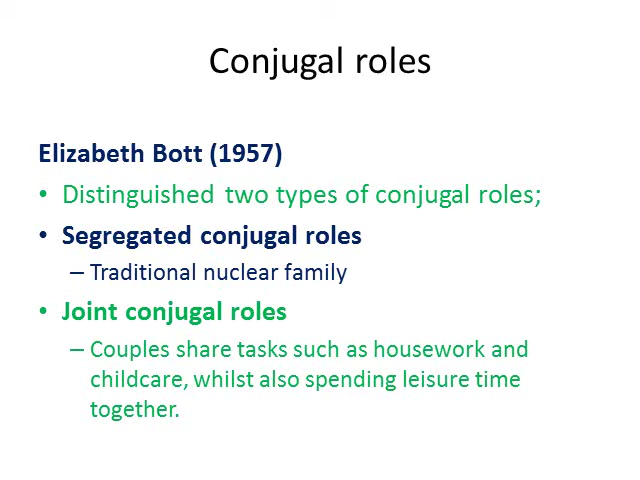 Conjugal roles
Elizabeth Bott (1957)
• Distinguished two types of conjugal roles;
• Segregated conjugal roles
– Traditional nuclear family
• Joint conjugal roles
– Couples share tasks such as housework and
childcare, whilst also spending leisure time
together.